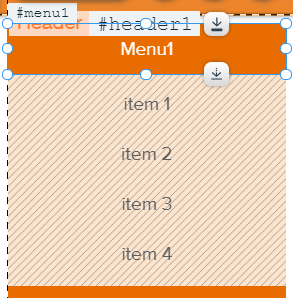 #menu1
Header #header1
Menu1
item 1
item 2
item 3
item 4